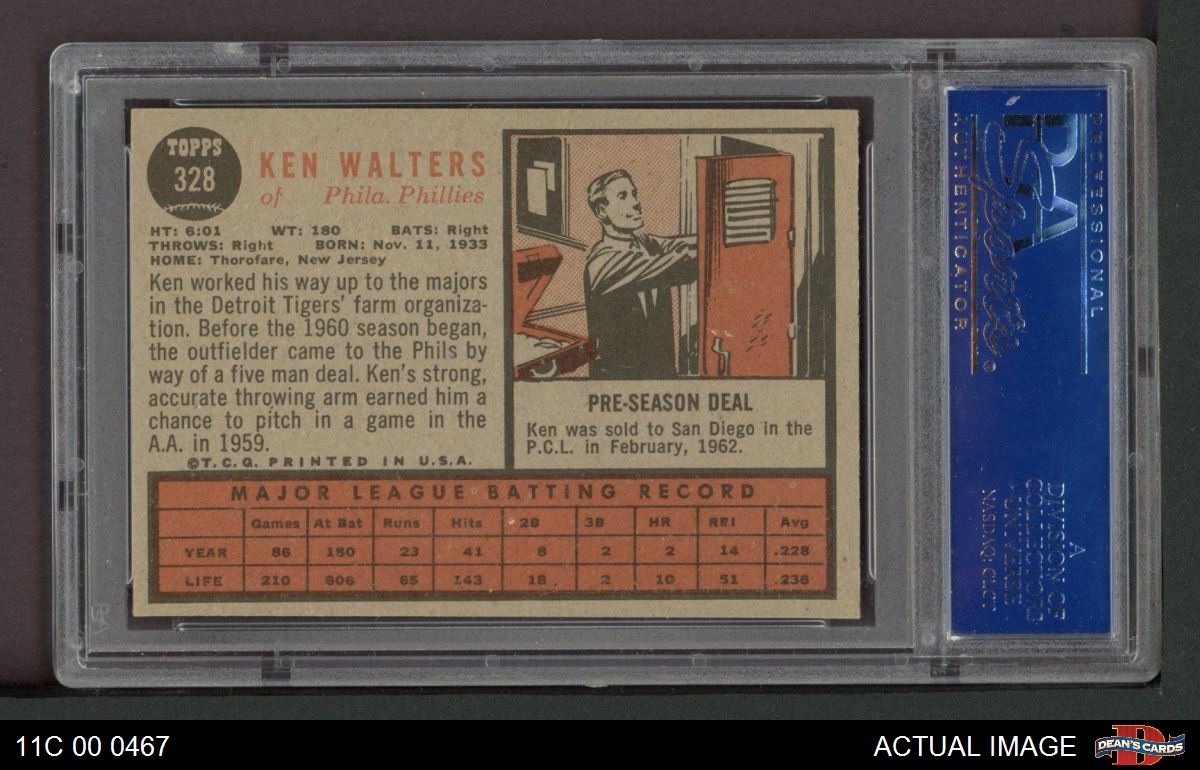 TOPPS
328
KEN WALTERS
of Phila. Phillies
HT: 6:01 WT: 180 BATS: Right
THROWS: Right BORN: Nov. 11, 1933
HOME: Thorofare, New Jersey
Ken worked his way up to the majors
in the Detroit Tigers' farm organiza-
tion. Before the 1960 season began,
the outfielder came to the Phils by
way of a five man deal. Ken's strong,
accurate throwing arm earned him a
chance to pitch in a game in the
A.A. in 1959.
©T.C.G. PRINTED IN U.S.A.
PRE-SEASON DEAL
Ken was sold to San Diego in the
P.C.L. in February, 1962.
MAJOR LEAGUE BATTING RECORD
Games At Bat Runs Hits 2B 3B HR RBI Avg
YEAR 86 180 23 41 8 2 2 14 .228
LIFE 210 606 65 143 18 2 10 51 .236
PSA
Sports
PROFESSIONAL
AUTHENTICATOR
®
A
DIVISION OF
COLLECTORS
UNIVERSE
NASDAQ: CLCT
PSA
11C 00 0467
ACTUAL IMAGE
D
DEAN'S CARDS